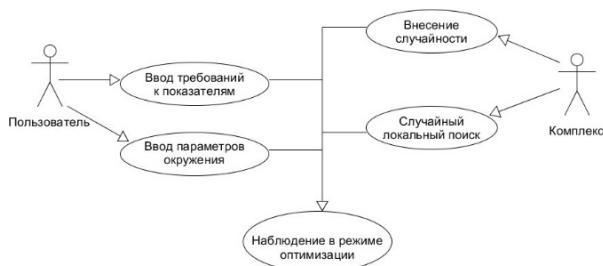 Внесение
случайности
Ввод требований
к показателям
Пользователь
Случайный
локальный поиск
Комплекс
Ввод параметров
окружения
Наблюдение в режиме
оптимизации